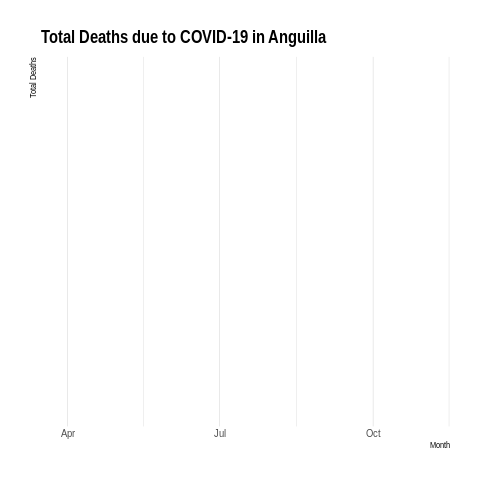 Total Deaths due to COVID-19 in Anguilla
Total Deaths
Apr
Jul
Oct
Month